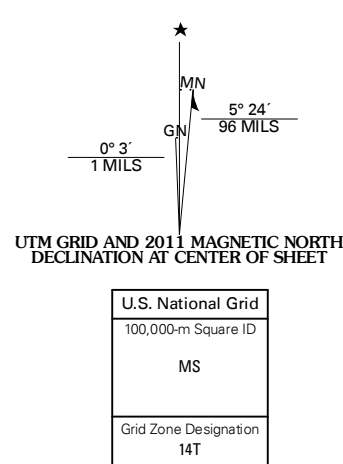 MN
GN
5° 24´
96 MILS
0° 3´
1 MILS
UTM GRID AND 2011 MAGNETIC NORTH
DECLINATION AT CENTER OF SHEET
U.S. National Grid
100,000-m Square ID
MS
Grid Zone Designation
14T